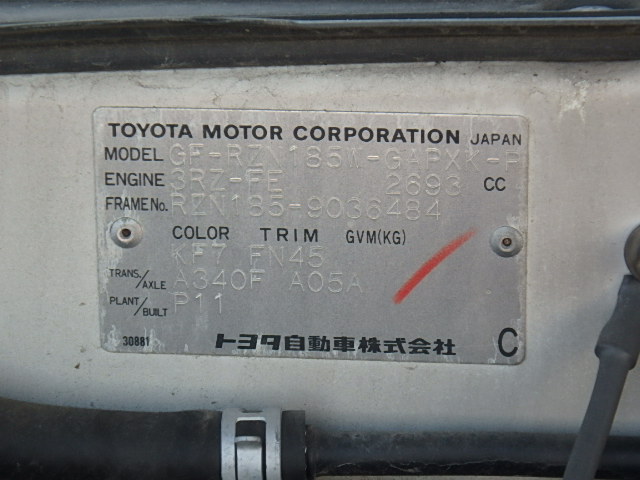 TOYOTA MOTOR CORPORATION JAPAN
MODEL GF-RZN185W-GAPXK-P
ENGINE 3RZ-FE 2693 CC
FRAME No. RZN185-9036484
COLOR TRIM GVM(KG)
KF7 FN45
TRANS./AXLE A340F A05A
PLANT/BUILT P11
30881 トヨタ自動車株式会社 C